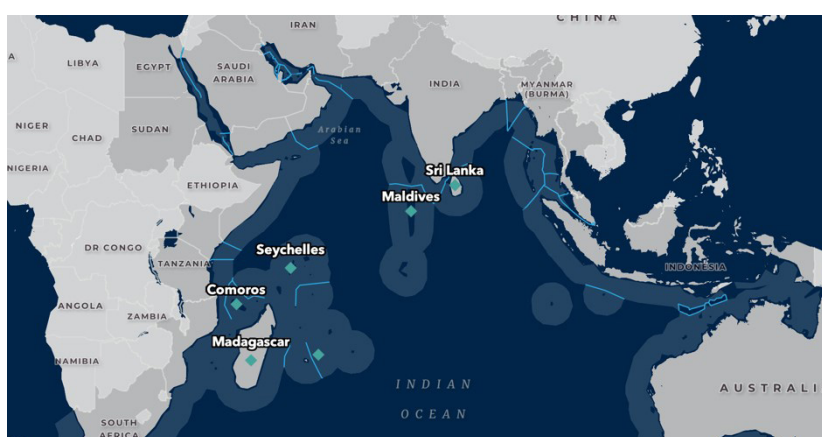 CHINA
IRAN
LIBYA
EGYPT
SAUDI
ARABIA
INDIA
MYANMAR
(BURMA)
NIGER
CHAD
SUDAN
Arabian
Sea
NIGERIA
ETHIOPIA
Sri Lanka
Maldives
DR CONGO
TANZANIA
Seychelles
INDONESIA
Comoros
ANGOLA
ZAMBIA
Madagascar
NAMIBIA
INDIAN
OCEAN
AUSTRALI
SOUTH
AFRICA